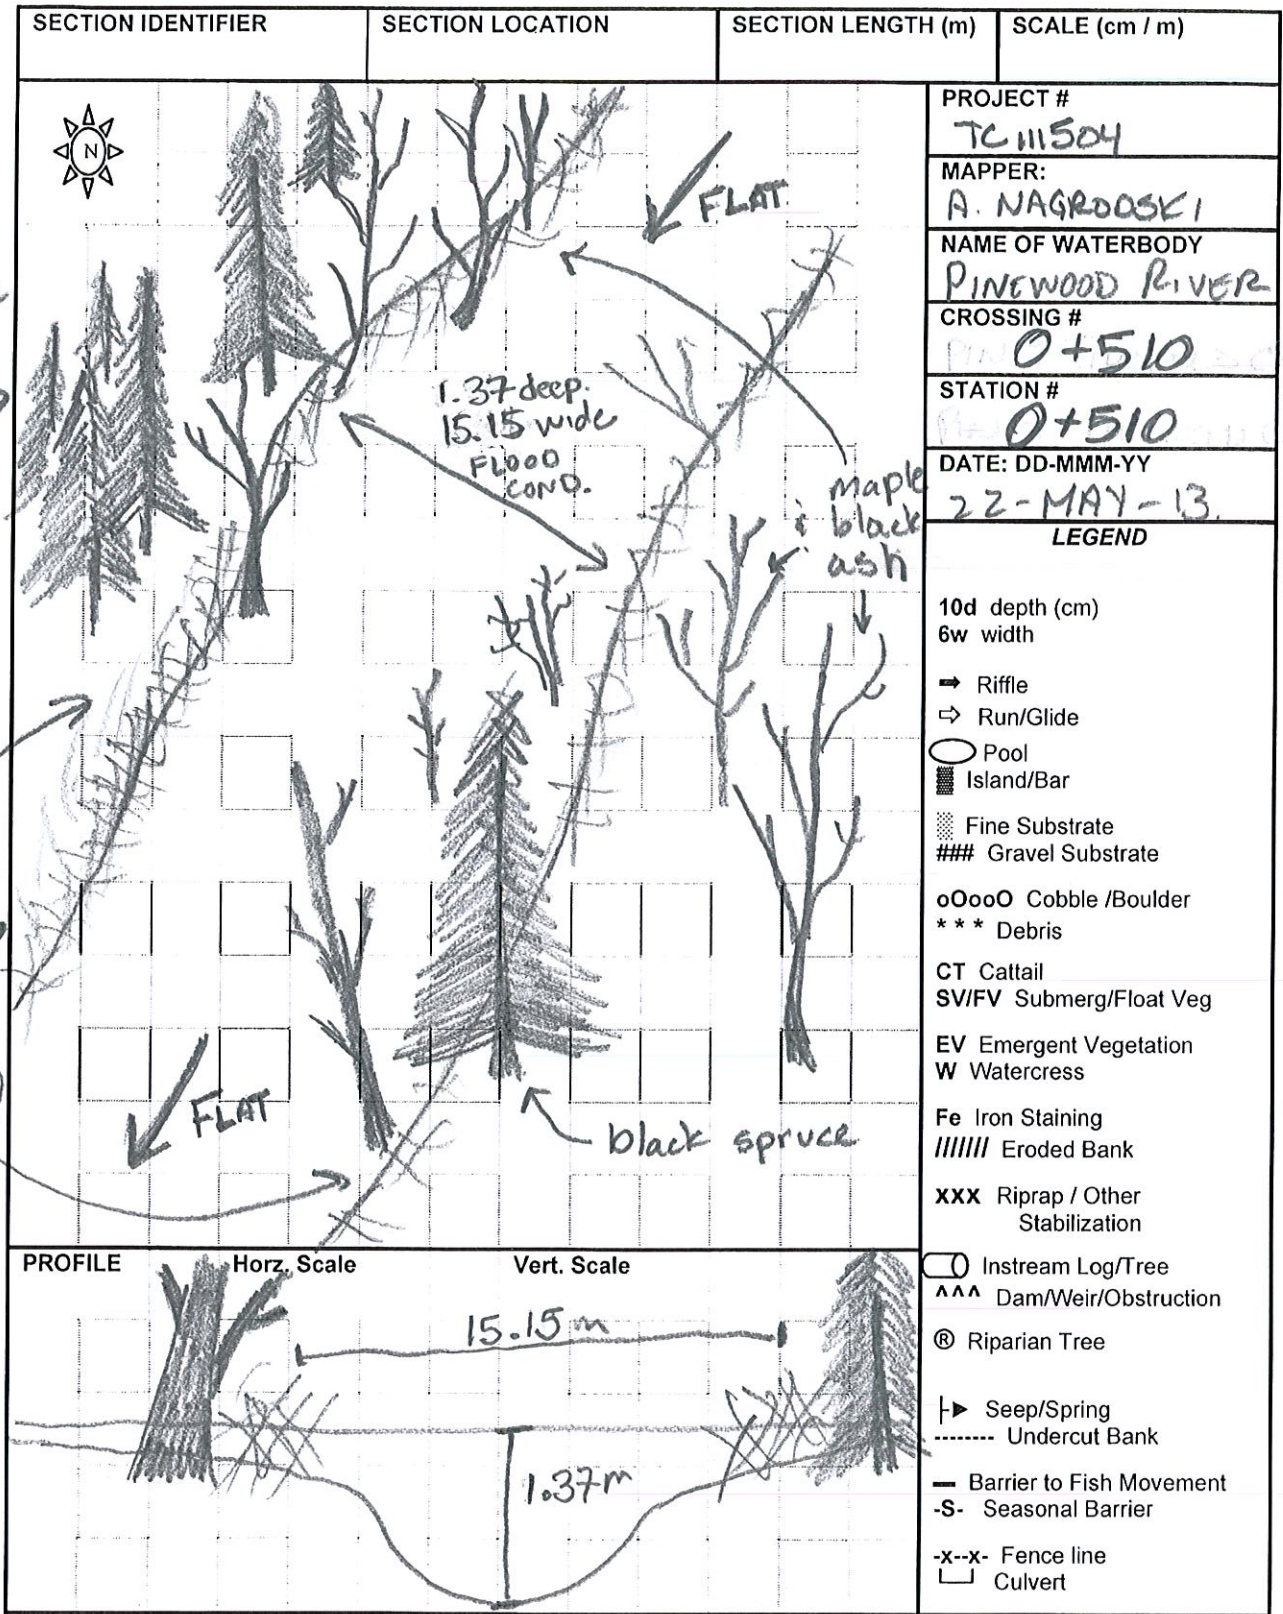 SECTION IDENTIFIER
SECTION LOCATION
SECTION LENGTH (m)
SCALE (cm / m)
N
FLAT
1.37 deep.
15.15 wide
FLOOD
COND.
maple
& black
ash
FLAT
black spruce
PROJECT #
TC111504
MAPPER:
A. NAGRODSKI
NAME OF WATERBODY
PINEWOOD RIVER
CROSSING #
0+510
STATION #
0+510
DATE: DD-MMM-YY
22-MAY-13.
LEGEND
10d depth (cm)
6w width
Riffle
Run/Glide
Pool
Island/Bar
Fine Substrate
### Gravel Substrate
oOooO Cobble /Boulder
* * * Debris
CT Cattail
SV/FV Submerg/Float Veg
EV Emergent Vegetation
W Watercress
Fe Iron Staining
/////// Eroded Bank
XXX Riprap / Other
Stabilization
Instream Log/Tree
^^^ Dam/Weir/Obstruction
® Riparian Tree
Seep/Spring
-------- Undercut Bank
Barrier to Fish Movement
-S- Seasonal Barrier
-x--x- Fence line
Culvert
PROFILE
Horz. Scale
Vert. Scale
15.15 m
1.37m